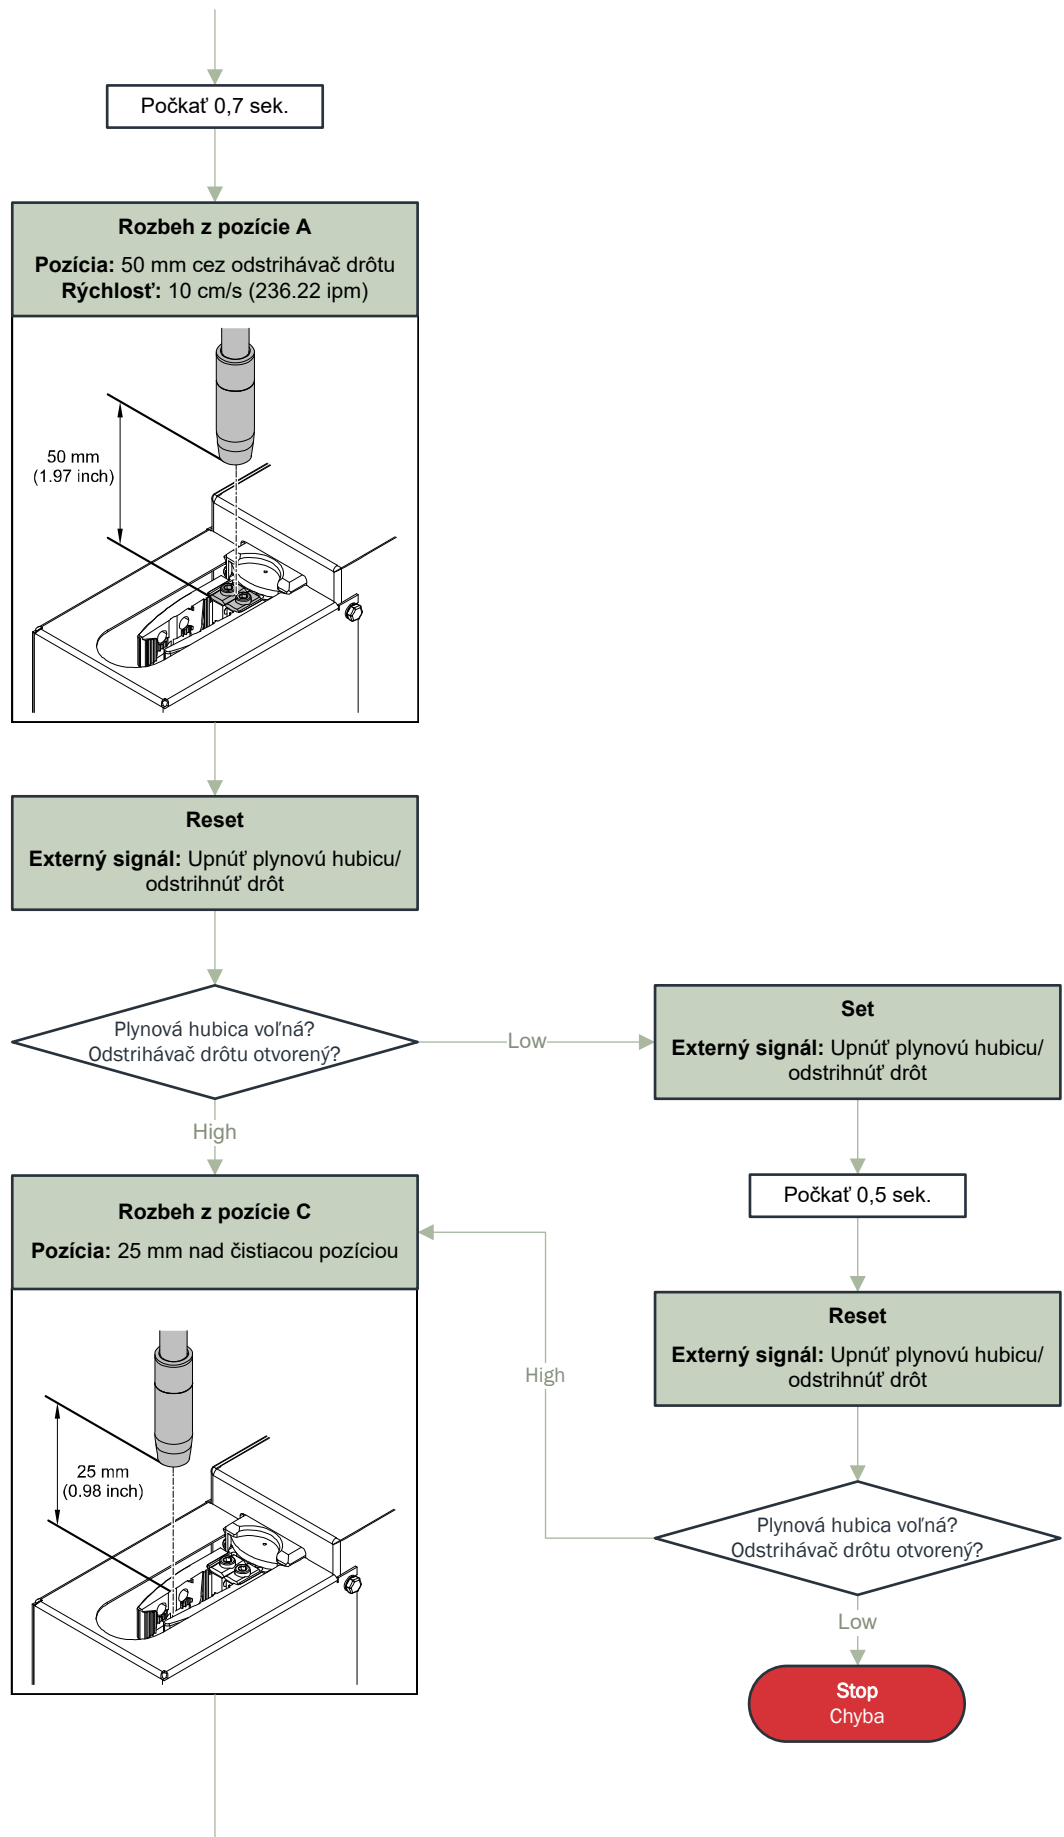 Počkať 0,7 sek.
Rozbeh z pozície A
Pozícia: 50 mm cez odstrihávač drôtu
Rýchlosť: 10 cm/s (236.22 ipm)
50 mm
(1.97 inch)
Reset
Externý signál: Upnúť plynovú hubicu/
odstrihnúť drôt
Plynová hubica voľná?
Odstrihávač drôtu otvorený?
Low
Set
Externý signál: Upnúť plynovú hubicu/
odstrihnúť drôt
High
Počkať 0,5 sek.
Rozbeh z pozície C
Pozícia: 25 mm nad čistiacou pozíciou
Reset
Externý signál: Upnúť plynovú hubicu/
odstrihnúť drôt
High
25 mm
(0.98 inch)
Plynová hubica voľná?
Odstrihávač drôtu otvorený?
Low
Stop
Chyba